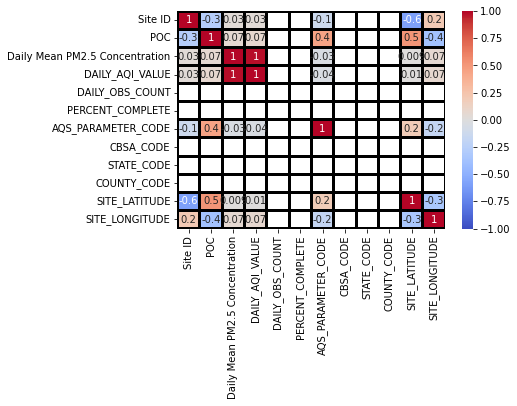 Site ID 1 -0.3 0.03 0.03 -0.1 -0.6 0.2
POC -0.3 1 0.07 0.07 0.4 0.5 -0.4
Daily Mean PM2.5 Concentration 0.03 0.07 1 1 -0.03 0.009 0.07
DAILY_AQI_VALUE 0.03 0.07 1 1 -0.04 0.01 0.07
DAILY_OBS_COUNT
PERCENT_COMPLETE
AQS_PARAMETER_CODE -0.1 0.4 -0.03 -0.04 1 0.2 -0.2
CBSA_CODE
STATE_CODE
COUNTY_CODE
SITE_LATITUDE -0.6 0.5 0.009 0.01 0.2 1 -0.3
SITE_LONGITUDE 0.2 -0.4 0.07 0.07 -0.2 -0.3 1
Site ID
POC
Daily Mean PM2.5 Concentration
DAILY_AQI_VALUE
DAILY_OBS_COUNT
PERCENT_COMPLETE
AQS_PARAMETER_CODE
CBSA_CODE
STATE_CODE
COUNTY_CODE
SITE_LATITUDE
SITE_LONGITUDE
1.00
0.75
0.50
0.25
0.00
-0.25
-0.50
-0.75
-1.00